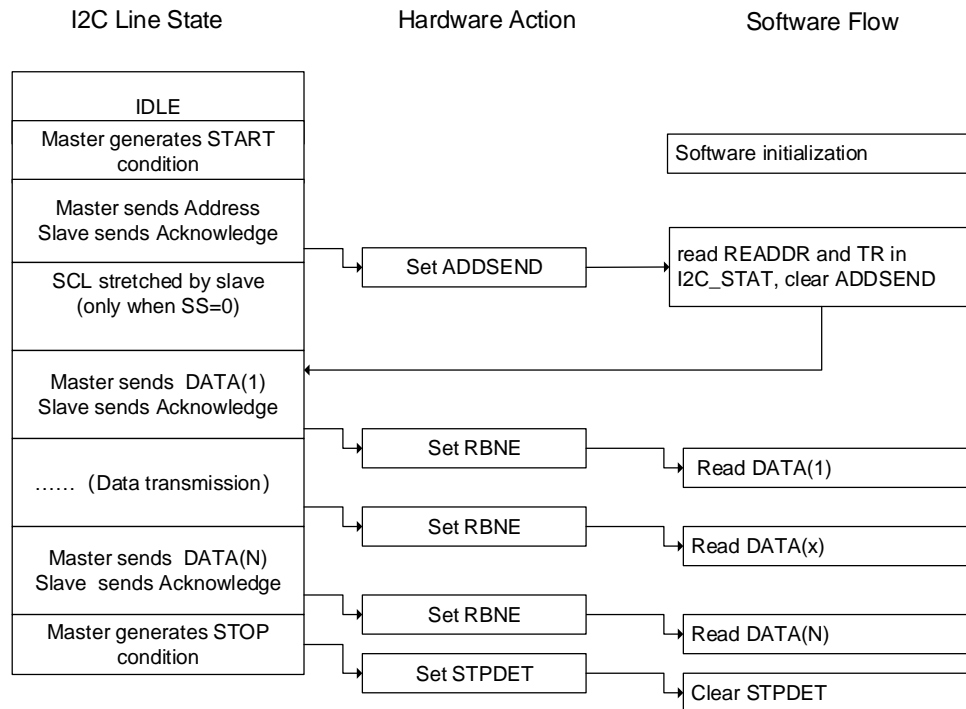 I2C Line State
Hardware Action
Software Flow
IDLE
Master generates START
condition
Software initialization
Master sends Address
Slave sends Acknowledge
Set ADDSEND
read READDR and TR in
I2C_STAT, clear ADDSEND
SCL stretched by slave
(only when SS=0)
Master sends DATA(1)
Slave sends Acknowledge
Set RBNE
Read DATA(1)
…… (Data transmission)
Set RBNE
Read DATA(x)
Master sends DATA(N)
Slave sends Acknowledge
Set RBNE
Read DATA(N)
Master generates STOP
condition
Set STPDET
Clear STPDET